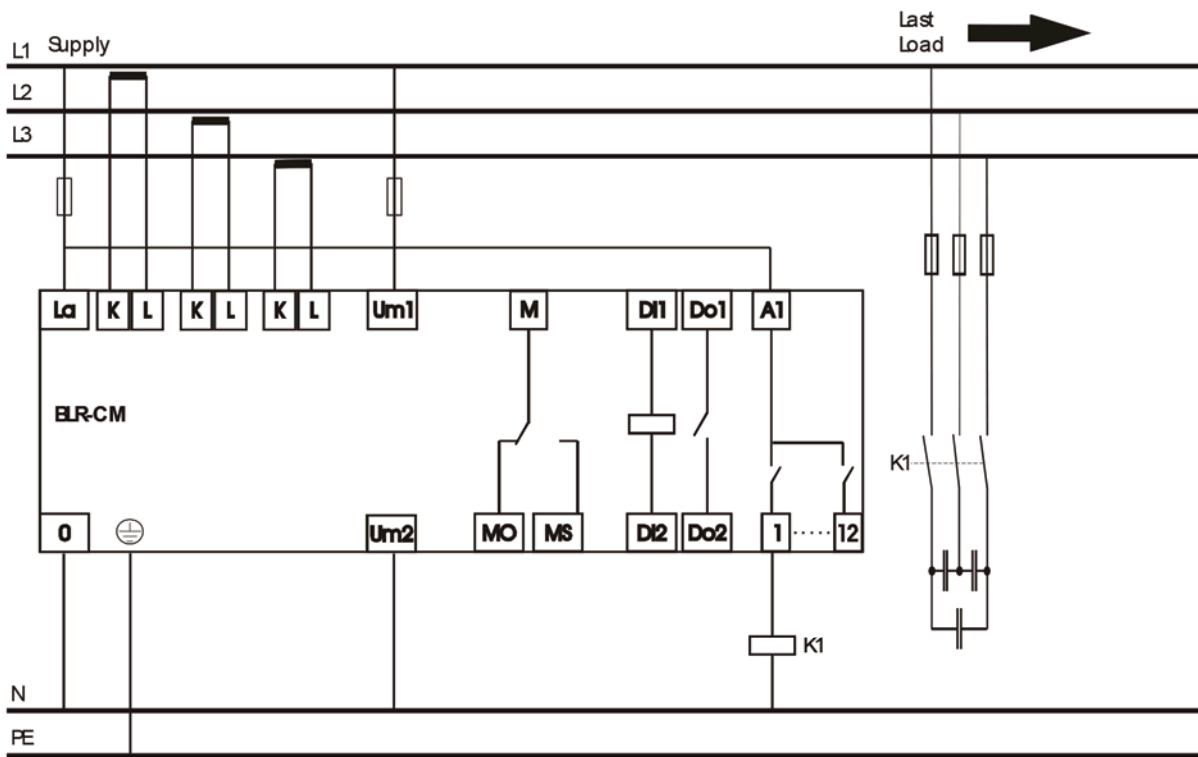 Last
Load
L1 Supply
L2
L3
La K L K L K L Um1 M DI1 Do1 A1
BLR-CM
K1
0 Um2 MO MS DI2 Do2 1 ...... 12
K1
N
PE